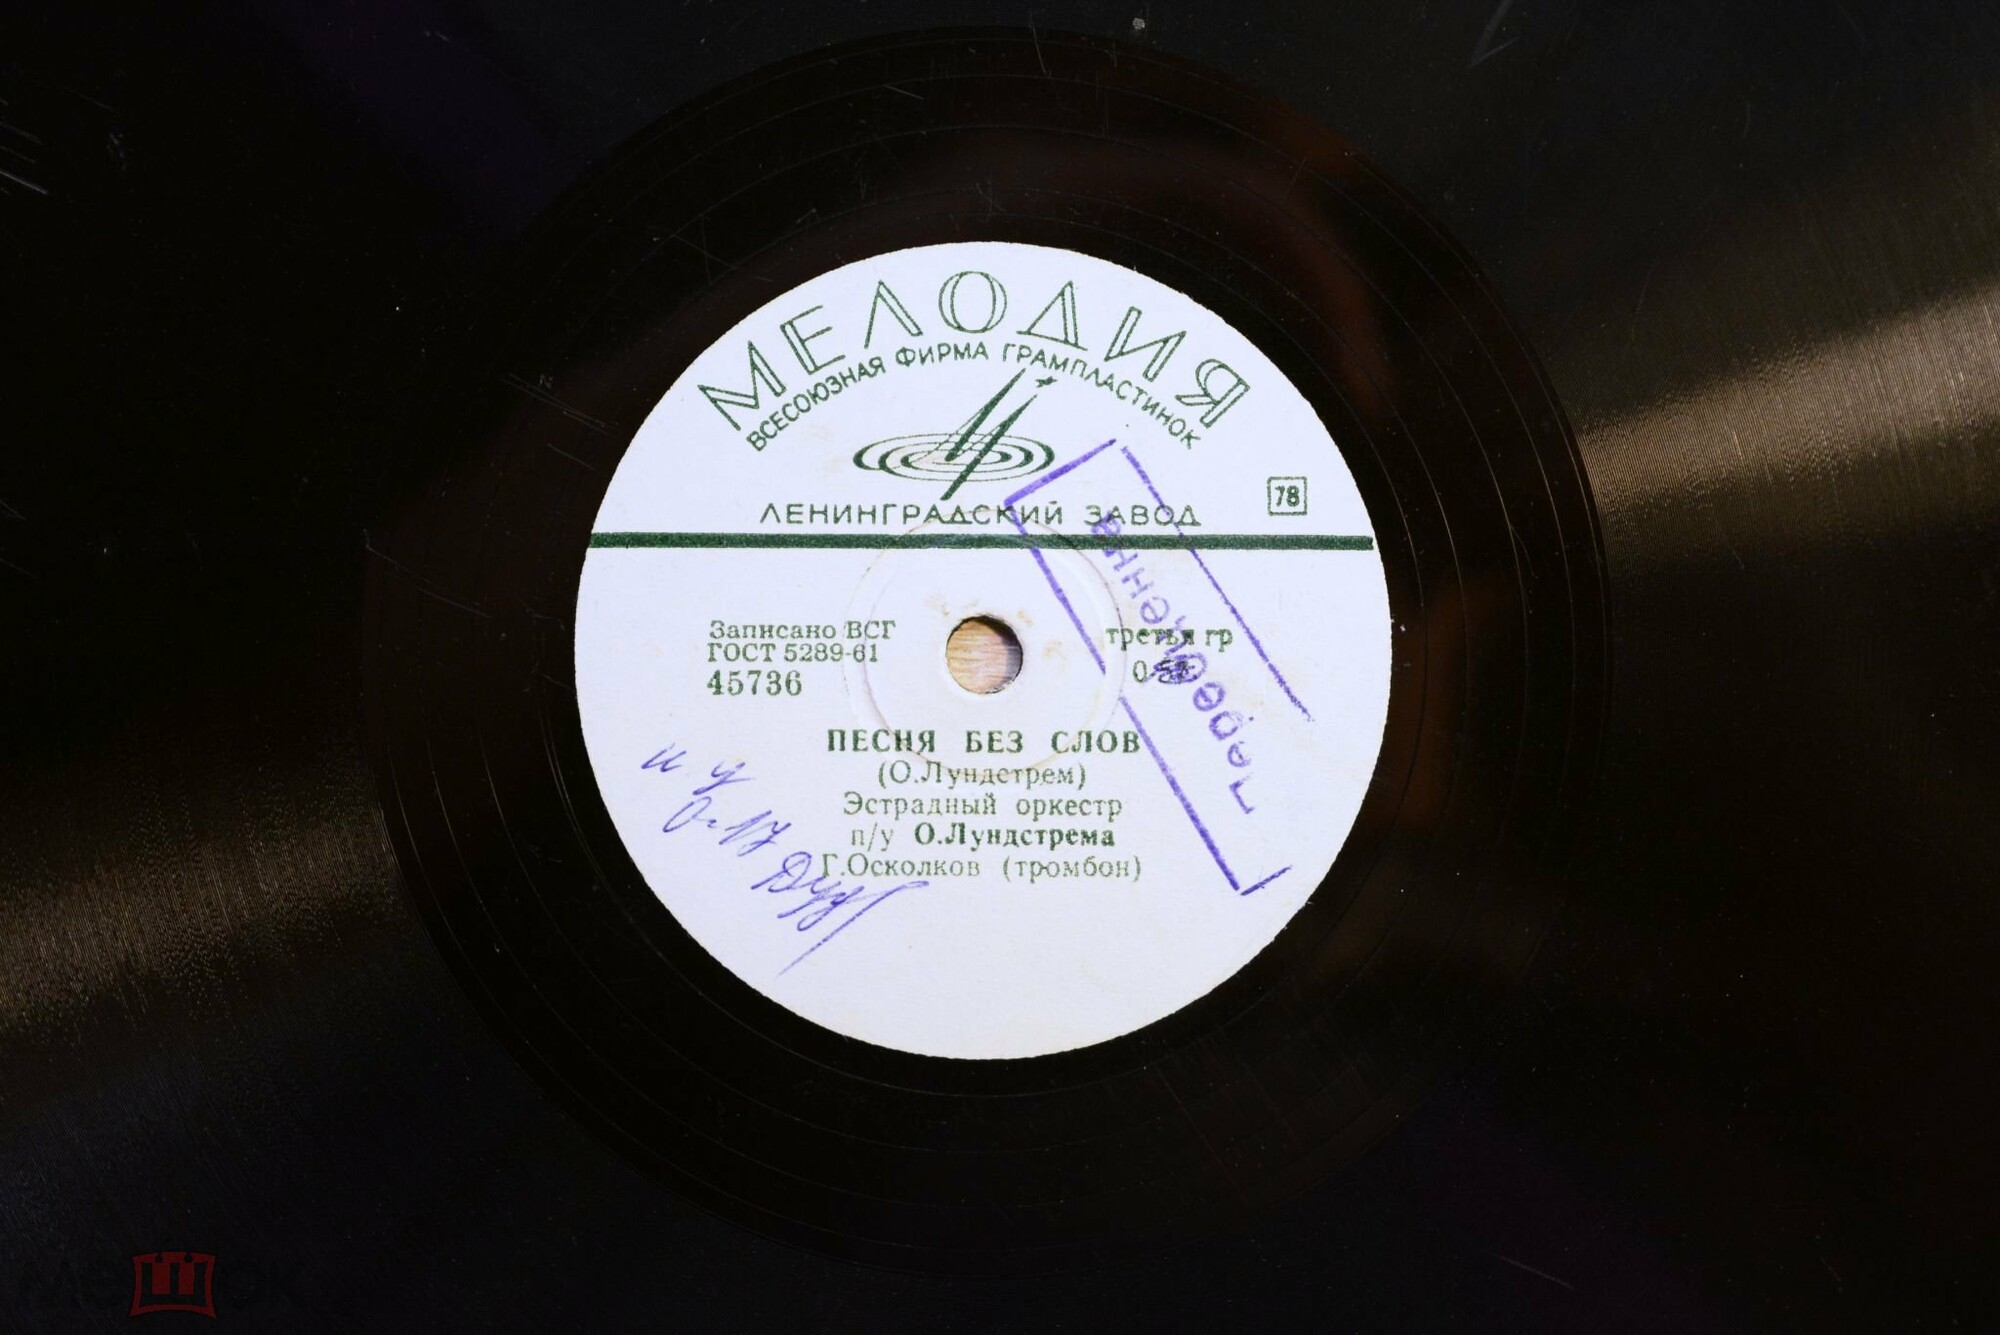 МЕЛОДИЯ
ВСЕСОЮЗНАЯ ФИРМА ГРАМПЛАСТИНОК
ЛЕНИНГРАДСКИЙ ЗАВОД
78
Записано ВСГ
ГОСТ 5289-61
45736
третья гр
ПЕСНЯ БЕЗ СЛОВ
(О.Лундстрем)
Эстрадный оркестр
п/у О.Лундстрема
Г.Осколков (тромбон)
мешок